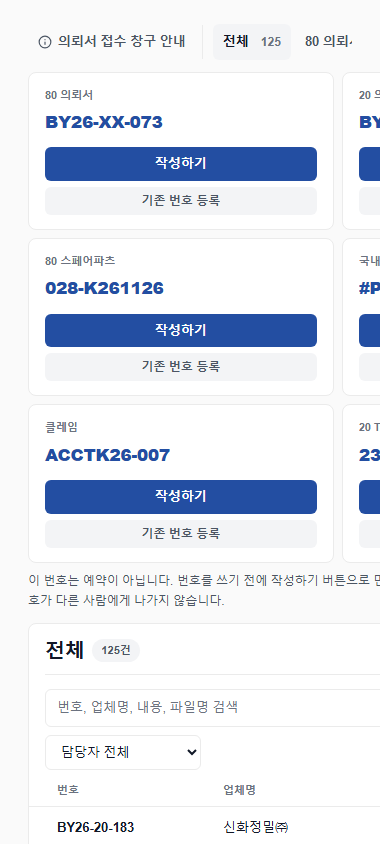 의뢰서 접수 창구 안내 전체 125 80 의뢰
80 의뢰서
BY26-XX-073
작성하기
기존 번호 등록
20
BY
80 스페어파츠
028-K261126
작성하기
기존 번호 등록
국내
#P
클레임
ACCTK26-007
작성하기
기존 번호 등록
20 T
23
이 번호는 예약이 아닙니다. 번호를 쓰기 전에 작성하기 버튼으로
호가 다른 사람에게 나가지 않습니다.
전체 125건
번호, 업체명, 내용, 파일명 검색
담당자 전체
번호 업체명
BY26-20-183 신화정밀㈜